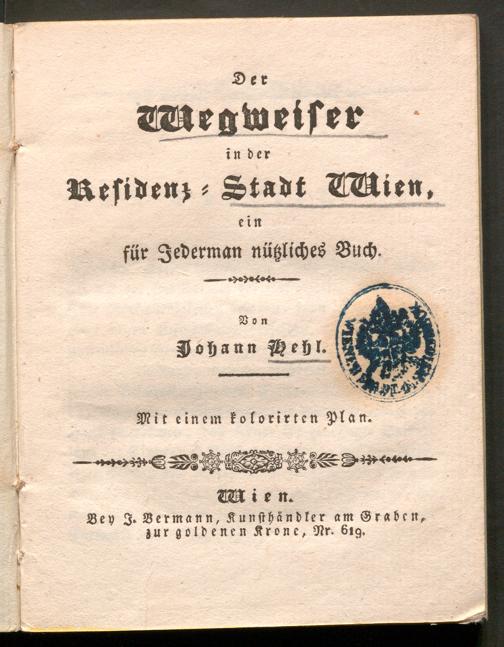 Der
Wegweiser
in der
Residenz-Stadt Wien,
ein
für Jederman nützliches Buch.
Von
Johann Hehl.
Mit einem kolorirten Plan.
Wien.
Bey J. Bermann, Kunsthändler am Graben,
zur goldenen Krone, Nr. 619.